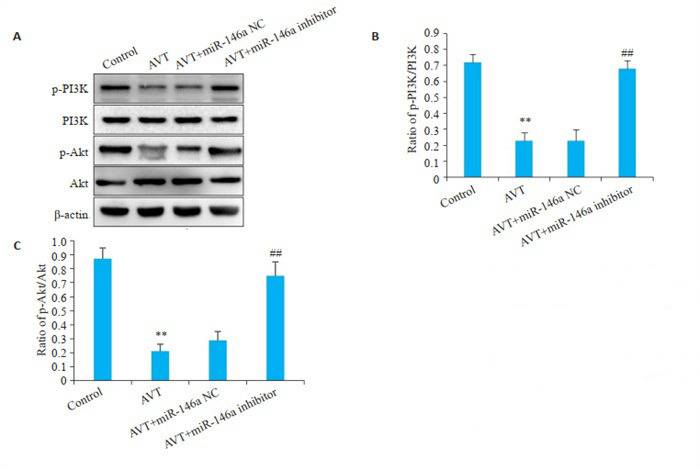 A
Control
AVT
AVT+miR-146a NC
AVT+miR-146a inhibitor
p-PI3K
PI3K
p-Akt
Akt
β-actin
B
Ratio of p-PI3K/PI3K
0.9
0.8
0.7
0.6
0.5
0.4
0.3
0.2
0.1
0
**
##
Control
AVT
AVT+miR-146a NC
AVT+miR-146a inhibitor
C
Ratio of p-Akt/Akt
1.0
0.9
0.8
0.7
0.6
0.5
0.4
0.3
0.2
0.1
0
**
##
Control
AVT
AVT+miR-146a NC
AVT+miR-146a inhibitor